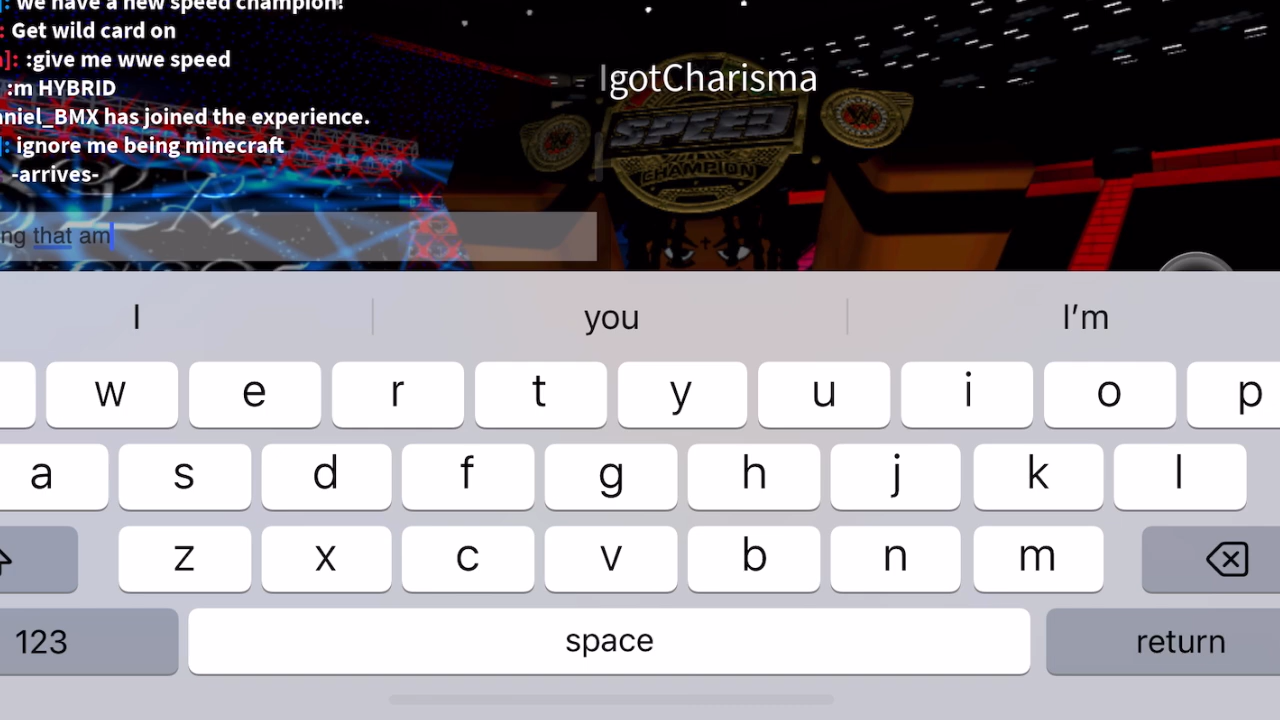 ]: we have a new speed champion!
: Get wild card on
]: :give me wwe speed
:m HYBRID
niel_BMX has joined the experience.
]: ignore me being minecraft
-arrives-
IgotCharisma
SPEED
CHAMPION
ng that am
I you I'm
w e r t y u i o p
a s d f g h j k l
z x c v b n m
123 space return